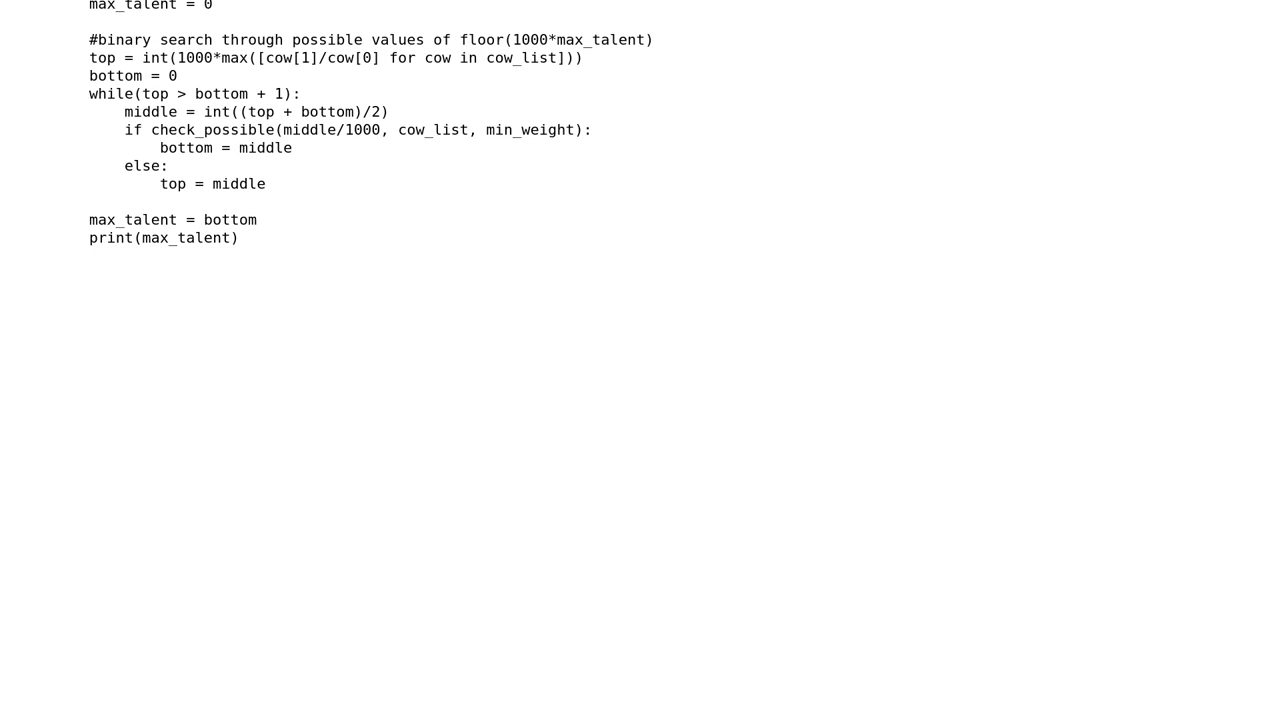 max_talent = 0
#binary search through possible values of floor(1000*max_talent)
top = int(1000*max([cow[1]/cow[0] for cow in cow_list]))
bottom = 0
while(top > bottom + 1):
    middle = int((top + bottom)/2)
    if check_possible(middle/1000, cow_list, min_weight):
        bottom = middle
    else:
        top = middle
max_talent = bottom
print(max_talent)